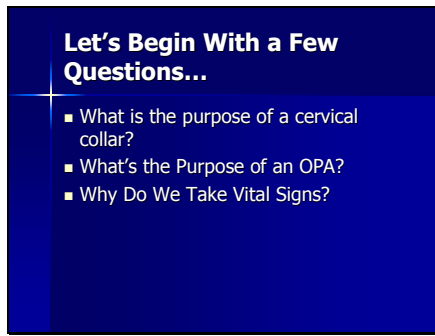 Let's Begin With a Few
Questions...
■ What is the purpose of a cervical
collar?
■ What's the Purpose of an OPA?
■ Why Do We Take Vital Signs?